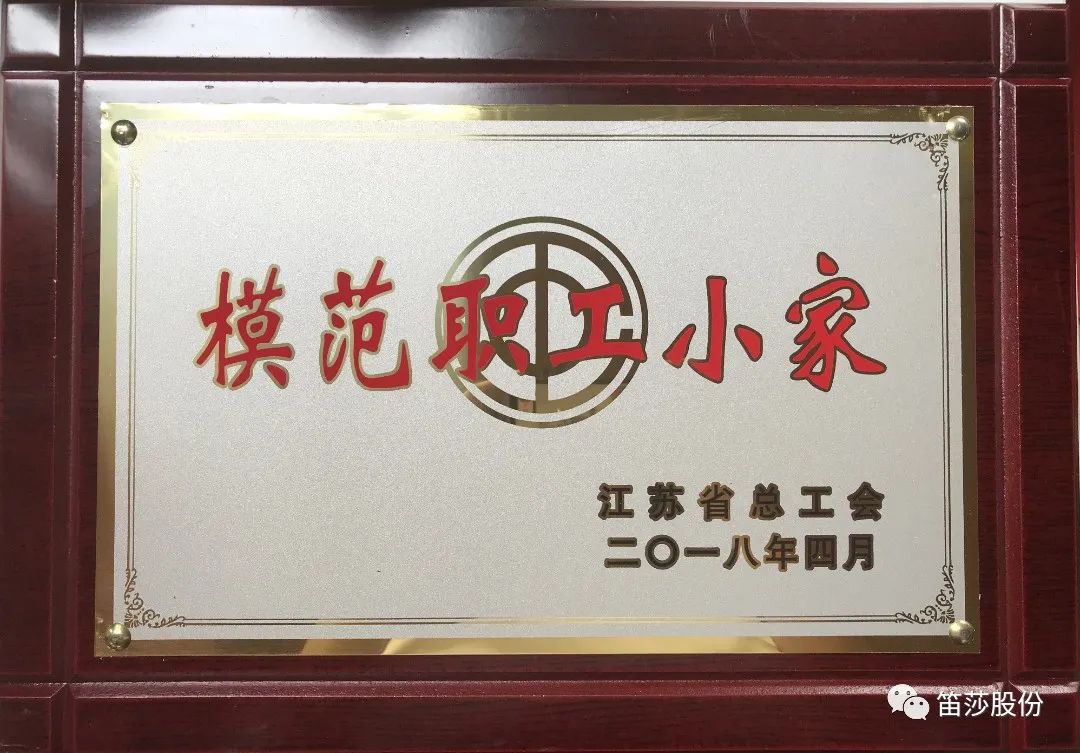 模范职工小家
江苏省总工会
二〇一八年四月
笛莎股份